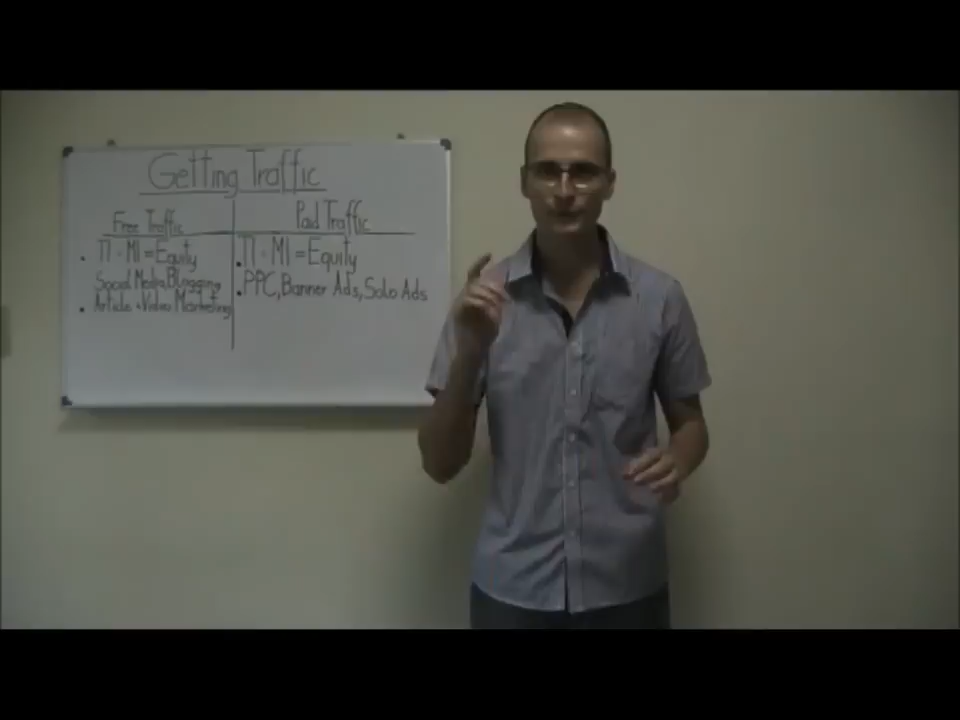 Getting Traffic
Free Traffic
TI - MI = Equity
Social Media, Blogging
Article + Video Marketing
Paid Traffic
TI - MI = Equity
PPC, Banner Ads, Solo Ads